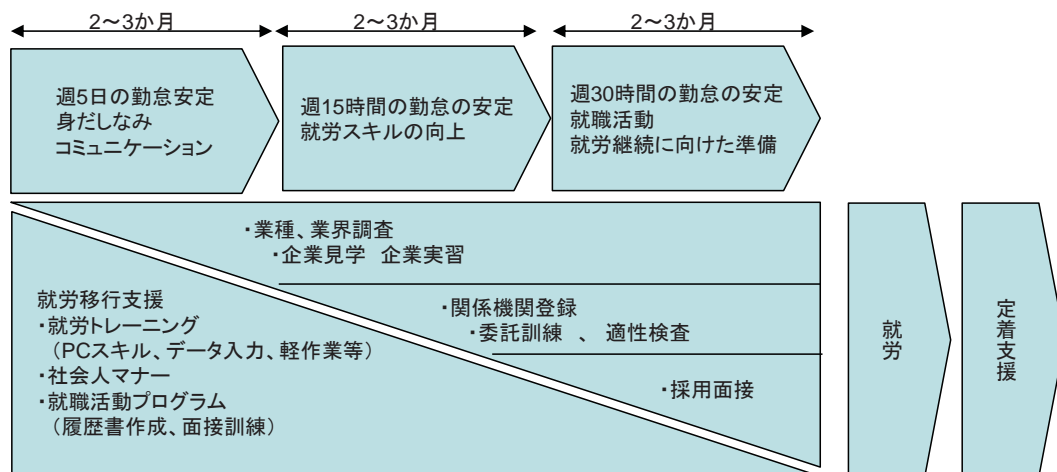 2～3か月
2～3か月
2～3か月
週5日の勤怠安定
身だしなみ
コミュニケーション
週15時間の勤怠の安定
就労スキルの向上
週30時間の勤怠の安定
就職活動
就労継続に向けた準備
・業種、業界調査
・企業見学　企業実習
・関係機関登録
・委託訓練　、　適性検査
・採用面接
就労移行支援
・就労トレーニング
（PCスキル、データ入力、軽作業等）
・社会人マナー
・就職活動プログラム
（履歴書作成、面接訓練）
就労
定着支援